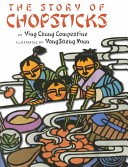 THE STORY OF
CHOPSTICKS
BY Ying Chang Compestine
ILLUSTRATED BY YongSheng Xuan